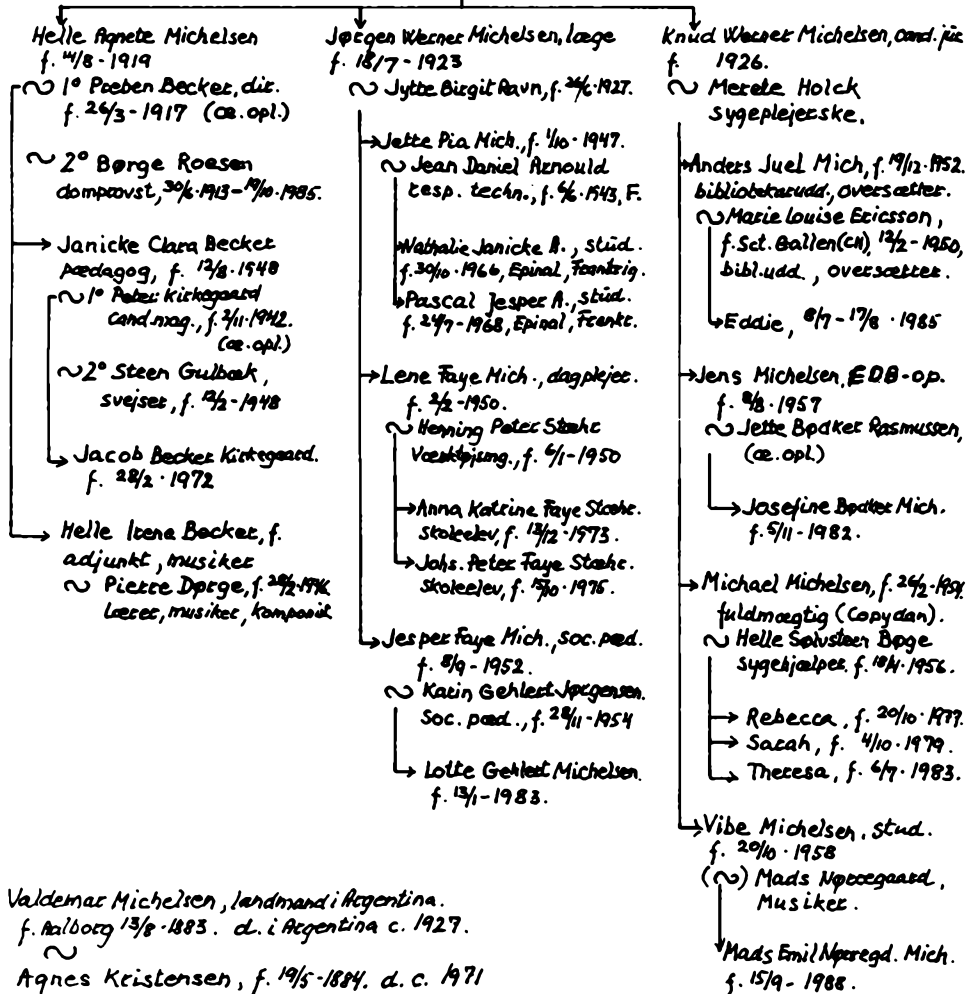 Helle Agnete Michelsen
f. 14/8 - 1919
~ 1° Preben Becker, dir.
f. 26/3 - 1917 (æ. opl.)
~ 2° Børge Roesen
domprovst, 30/6 · 1913 - 19/10 - 1985.
Janicke Clara Becker
pædagog, f. 12/8 · 1948
~ 1° Peter Kirkegaard
cand. mag., f. 2/11 · 1942.
(æ. opl.)
~ 2° Steen Gulbæk,
svejser, f. 12/2 - 1948
Jacob Becker Kirkegaard.
f. 28/2 · 1972
Helle Irene Becker, f.
adjunkt, musiker
~ Pierre Dørge, f. 1946
Lærer, musiker, komponist
Jørgen Werner Michelsen, læge
f. 18/7 - 1923
~ Jytte Birgit Ravn, f. 26/6 · 1927.
Jette Pia Mich., f. 1/10 · 1947.
~ Jean Daniel Arnould
resp. techn., f. 6/6 · 1943, F.
Nathalie Janicke A., stud.
f. 30/10 · 1966, Epinal, Frankrig.
Pascal Jesper A., stud.
f. 24/7 - 1968, Epinal, Frankr.
Lene Faye Mich., dagplejer.
f. 2/2 - 1950.
~ Henning Peter Stæhr
Værktøjsmg., f. 6/1 - 1950
Anna Katrine Faye Stæhr.
Skoleelev, f. 13/12 - 1973.
Johs. Peter Faye Stæhr.
Skoleelev, f. 15/10 · 1975.
Jesper Faye Mich., soc. pæd.
f. 8/9 - 1952.
~ Karin Gehlert Jørgensen.
Soc. pæd., f. 28/11 - 1954
Lotte Gehlert Michelsen.
f. 13/1 - 1983.
Knud Werner Michelsen, cand. jur.
f. 1926.
~ Merete Holck
sygeplejerske.
Anders Juel Mich, f. 19/12 · 1952.
bibliotekarudd., oversætter.
~ Marie Louise Ericsson,
f. Sct. Gallen (CH), 12/2 - 1950,
bibl. udd., oversætter.
Eddie, 8/7 - 17/8 · 1985
Jens Michelsen, EDB-op.
f. 8/8 · 1957
~ Jette Bødker Rasmussen,
(æ. opl.)
Josefine Bødker Mich.
f. 5/11 - 1982.
Michael Michelsen, f. 26/2 - 1954.
fuldmægtig (Copydan).
~ Helle Sølvsteen Bøge
sygehjælper, f. 1956.
Rebecca, f. 20/10 · 1977.
Sarah, f. 4/10 · 1979.
Theresa, f. 6/7 · 1983.
Vibe Michelsen, stud.
f. 20/10 · 1958
(~) Mads Nørregaard,
Musiker.
Mads Emil Nørregd. Mich.
f. 15/9 - 1988.
Valdemar Michelsen, landmand i Argentina.
f. Aalborg 13/8 · 1883. d. i Argentina c. 1927.
~
Agnes Kristensen, f. 19/5 - 1884. d. c. 1971